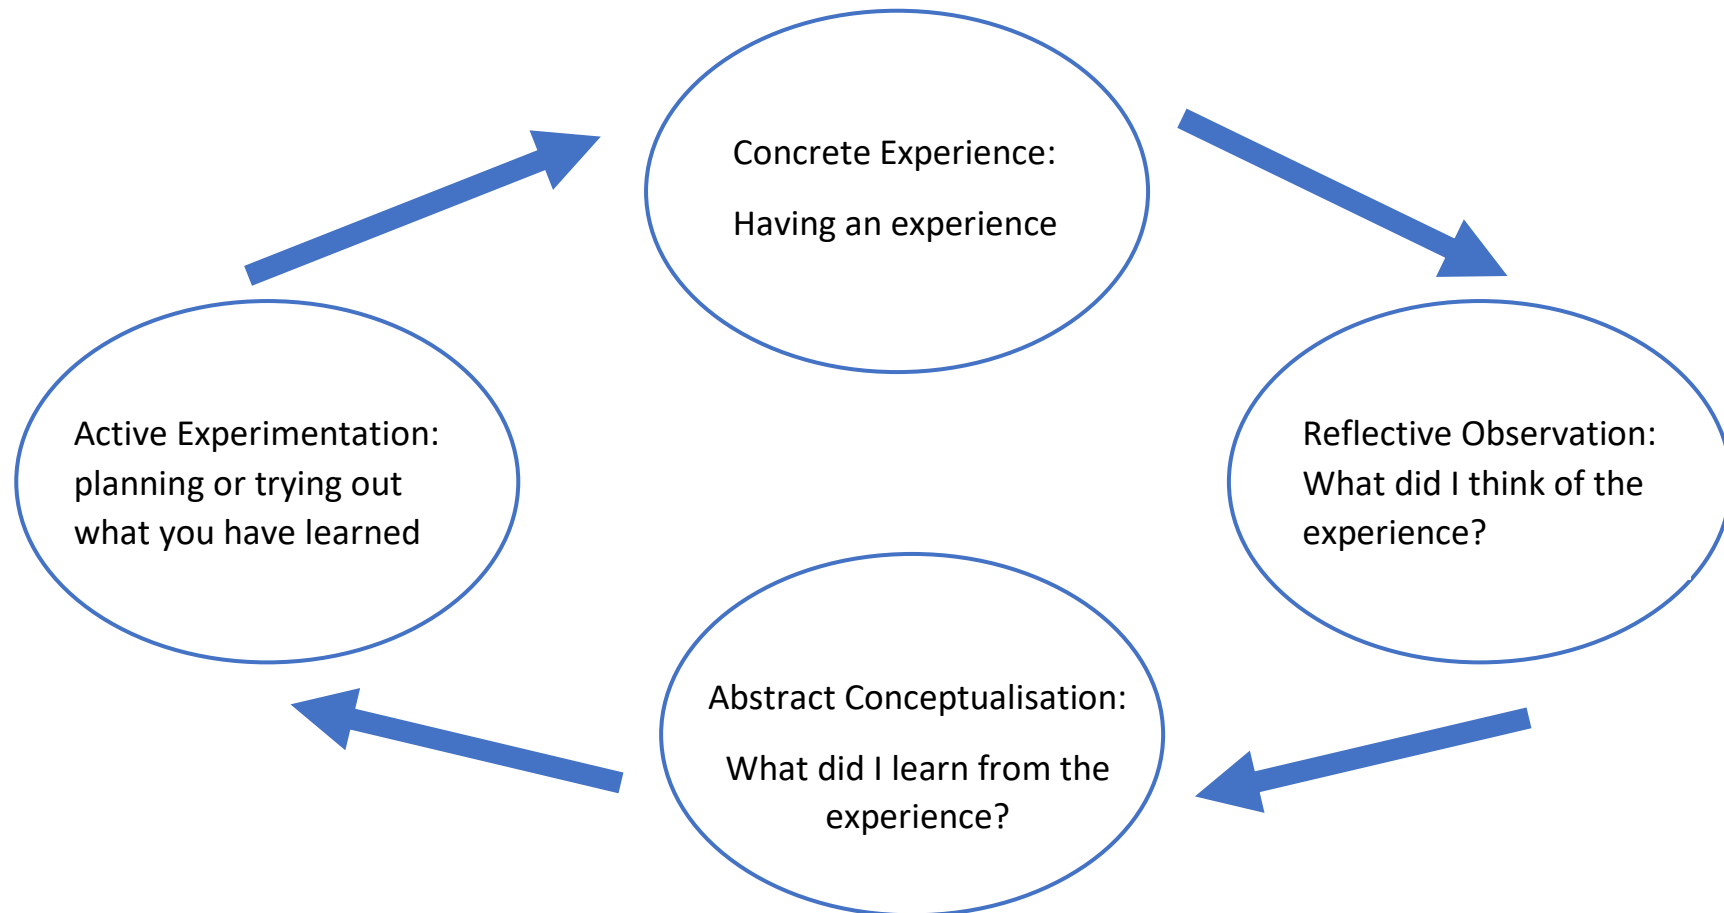 Concrete Experience:
Having an experience
Active Experimentation:
planning or trying out
what you have learned
Reflective Observation:
What did I think of the
experience?
Abstract Conceptualisation:
What did I learn from the
experience?